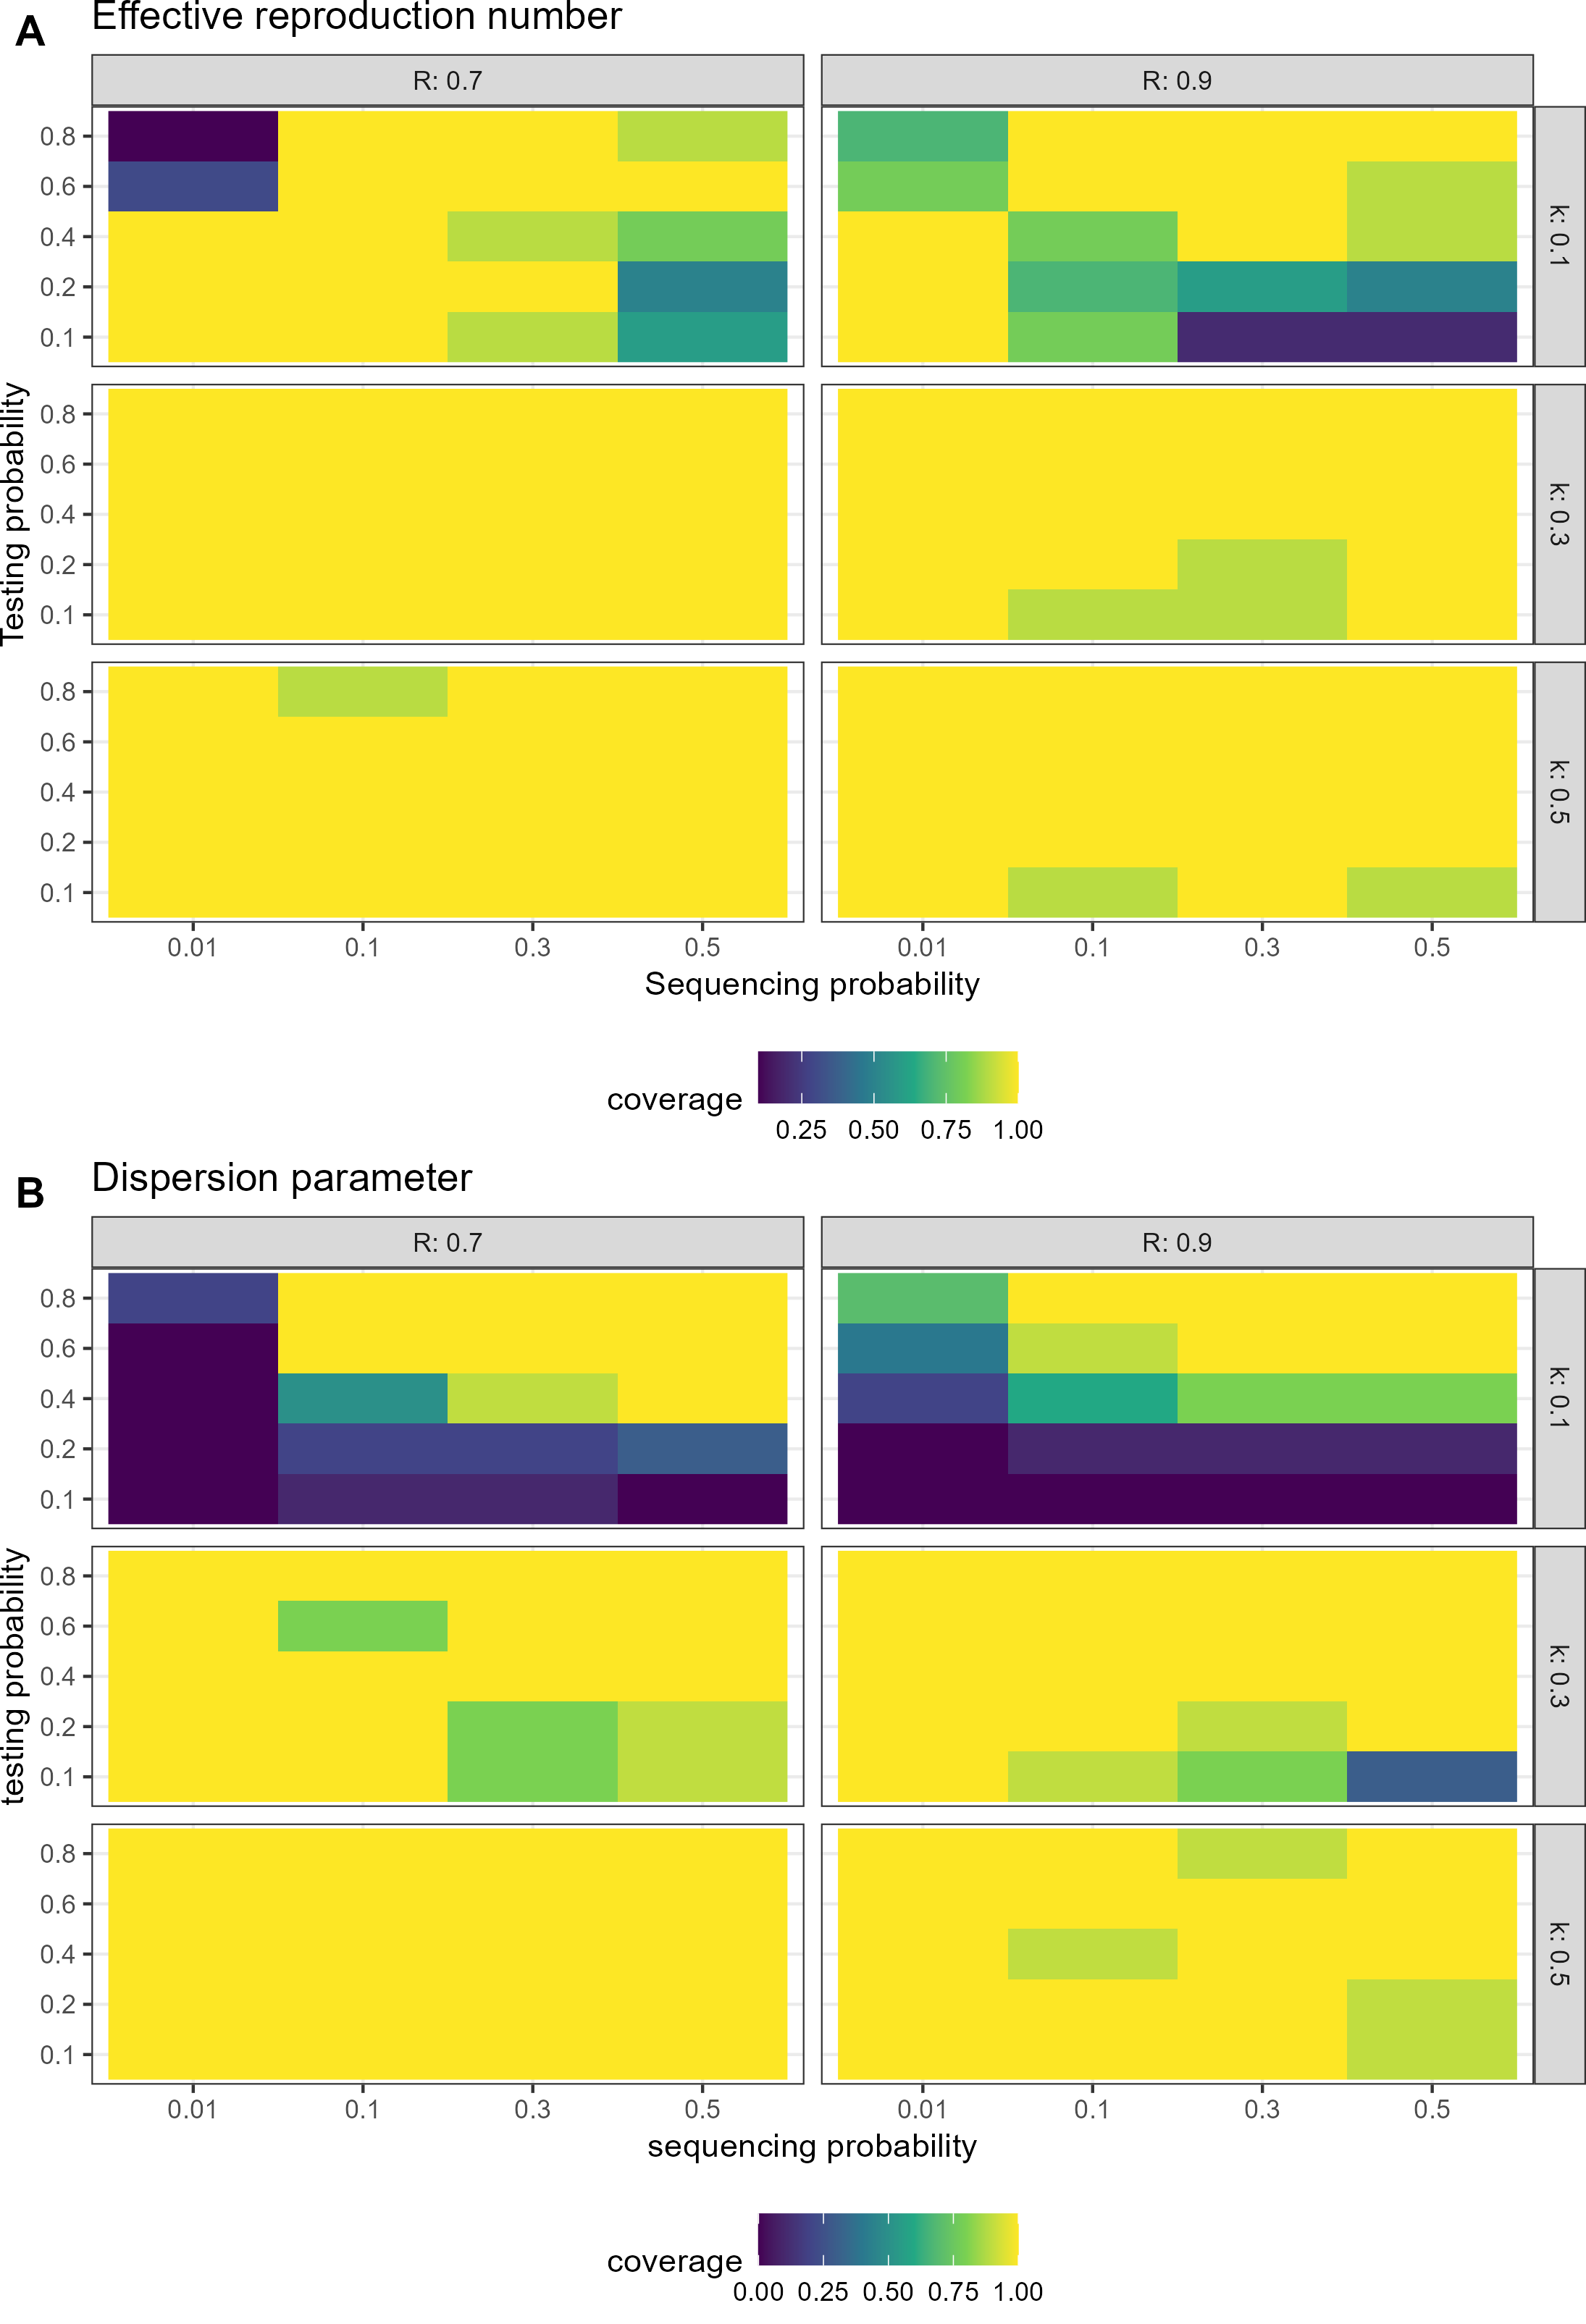 A
Effective reproduction number
R: 0.7
R: 0.9
0.8
0.6
0.4
0.2
0.1
k: 0.1
Testing probability
0.8
0.6
0.4
0.2
0.1
k: 0.3
0.8
0.6
0.4
0.2
0.1
k: 0.5
0.01 0.1 0.3 0.5 0.01 0.1 0.3 0.5
Sequencing probability
coverage
0.25 0.50 0.75 1.00
B
Dispersion parameter
R: 0.7
R: 0.9
0.8
0.6
0.4
0.2
0.1
k: 0.1
testing probability
0.8
0.6
0.4
0.2
0.1
k: 0.3
0.8
0.6
0.4
0.2
0.1
k: 0.5
0.01 0.1 0.3 0.5 0.01 0.1 0.3 0.5
sequencing probability
coverage
0.00 0.25 0.50 0.75 1.00